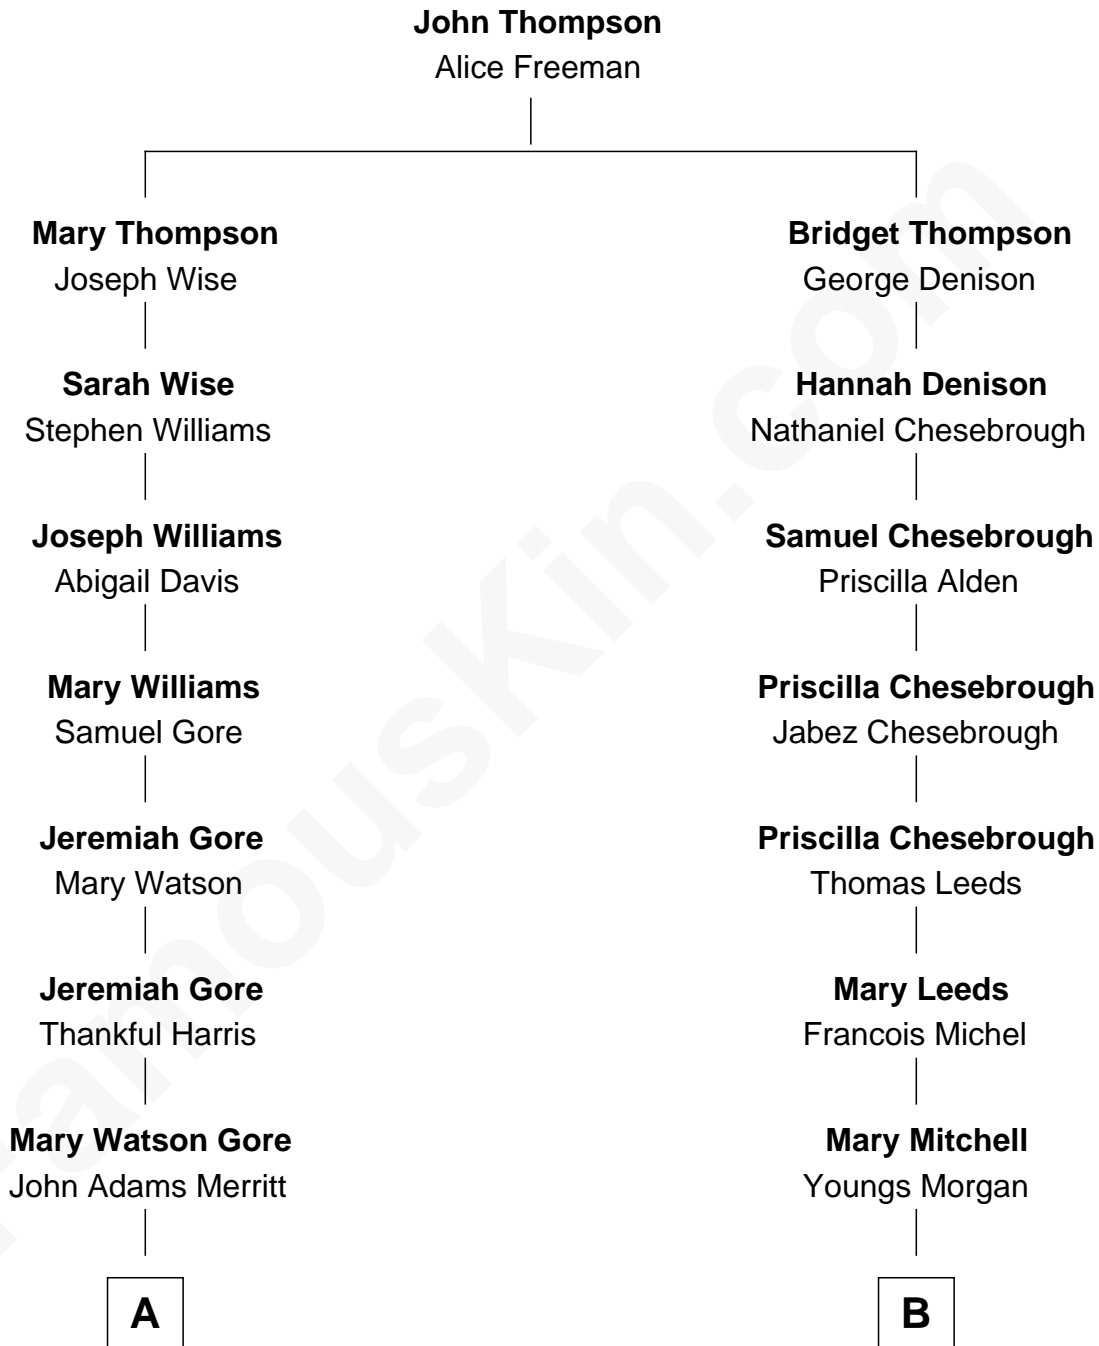 John Thompson
Alice Freeman
Mary Thompson
Joseph Wise
Bridget Thompson
George Denison
Sarah Wise
Stephen Williams
Hannah Denison
Nathaniel Chesebrough
Joseph Williams
Abigail Davis
Samuel Chesebrough
Priscilla Alden
Mary Williams
Samuel Gore
Priscilla Chesebrough
Jabez Chesebrough
Jeremiah Gore
Mary Watson
Priscilla Chesebrough
Thomas Leeds
Jeremiah Gore
Thankful Harris
Mary Leeds
Francois Michel
Mary Watson Gore
John Adams Merritt
Mary Mitchell
Youngs Morgan
A
B
FamousKin.com